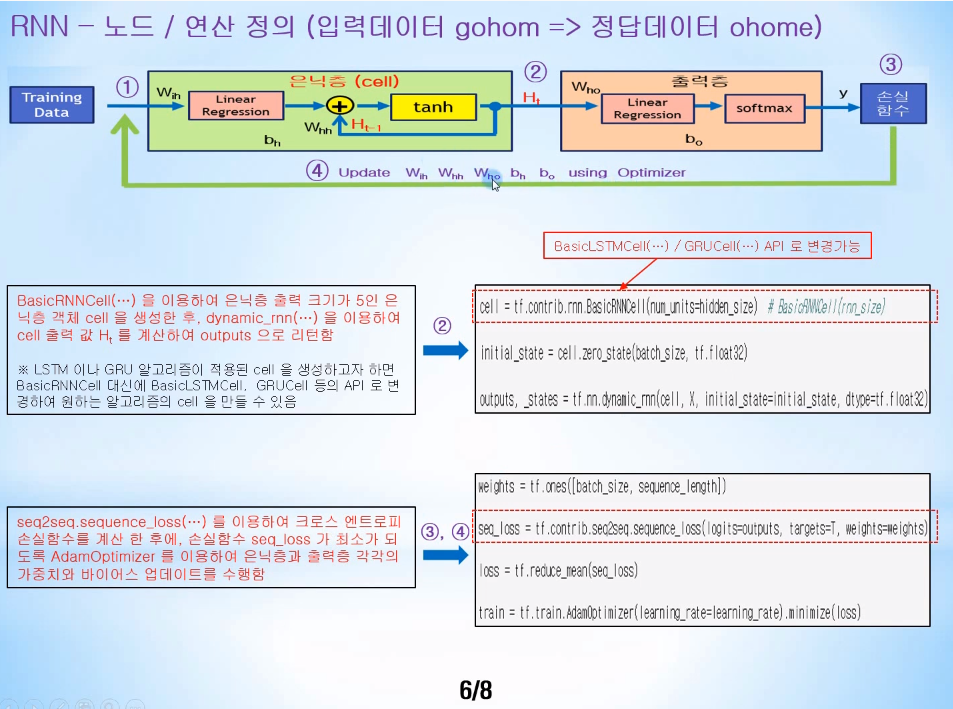 RNN – 노드 / 연산 정의 (입력데이터 gohom => 정답데이터 ohome)
① ② ③
은닉층 (cell)
출력층
Training
Data
W_ih
Linear
Regression
+
tanh
W_hh
H_t-1
b_h
H_t
W_ho
Linear
Regression
softmax
b_o
y
손실
함수
④ Update W_ih W_hh W_ho b_h b_o using Optimizer
BasicLSTMCell(…) / GRUCell(…) API 로 변경가능
BasicRNNCell(…) 을 이용하여 은닉층 출력 크기가 5인 은
닉층 객체 cell 을 생성한 후, dynamic_rnn(…) 을 이용하여
cell 출력 값 H_t 를 계산하여 outputs 으로 리턴함
※ LSTM 이나 GRU 알고리즘이 적용된 cell 을 생성하고자 하면
BasicRNNCell 대신에 BasicLSTMCell, GRUCell 등의 API 로 변
경하여 원하는 알고리즘의 cell 을 만들 수 있음
②
cell = tf.contrib.rnn.BasicRNNCell(num_units=hidden_size) # BasicRNNCell(rnn_size)
initial_state = cell.zero_state(batch_size, tf.float32)
outputs, _states = tf.nn.dynamic_rnn(cell, X, initial_state=initial_state, dtype=tf.float32)
seq2seq.sequence_loss(…) 를 이용하여 크로스 엔트로피
손실함수를 계산 한 후에, 손실함수 seq_loss 가 최소가 되
도록 AdamOptimizer 를 이용하여 은닉층과 출력층 각각의
가중치와 바이어스 업데이트를 수행함
③, ④
weights = tf.ones([batch_size, sequence_length])
seq_loss = tf.contrib.seq2seq.sequence_loss(logits=outputs, targets=T, weights=weights)
loss = tf.reduce_mean(seq_loss)
train = tf.train.AdamOptimizer(learning_rate=learning_rate).minimize(loss)
6/8